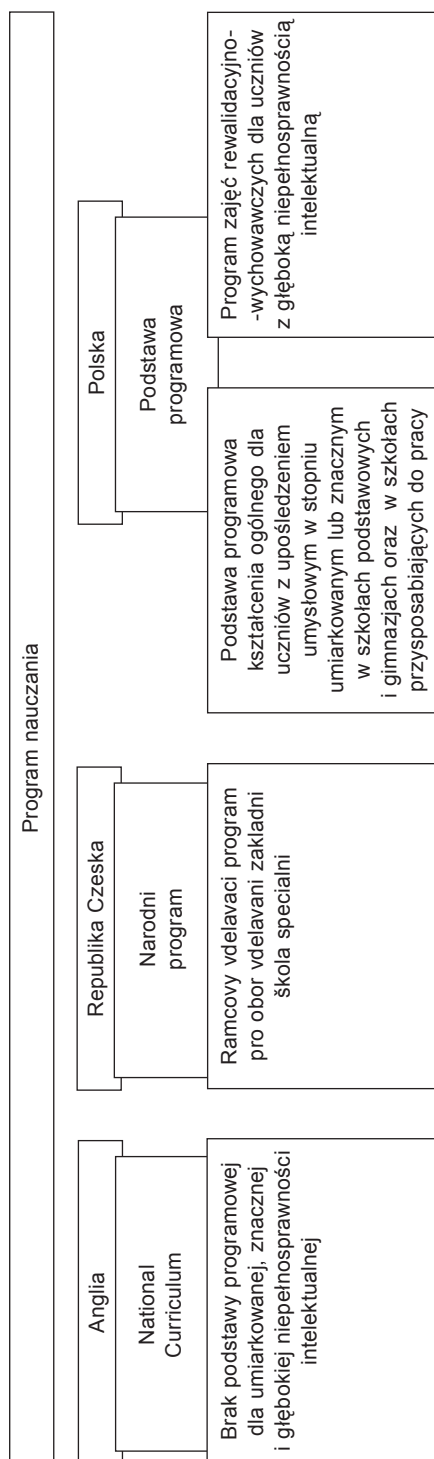 Program nauczania
Anglia
National
Curriculum
Brak podstawy programowej
dla umiarkowanej, znacznej
i głębokiej niepełnosprawności
intelektualnej
Republika Czeska
Narodni
program
Ramcovy vdelavaci program
pro obor vdelavani zakladni
škola specialni
Polska
Podstawa
programowa
Podstawa programowa
kształcenia ogólnego dla
uczniów z upośledzeniem
umysłowym w stopniu
umiarkowanym lub znacznym
w szkołach podstawowych
i gimnazjach oraz w szkołach
przysposabiających do pracy
Program zajęć rewalidacyjno-
-wychowawczych dla uczniów
z głęboką niepełnosprawnością
intelektualną